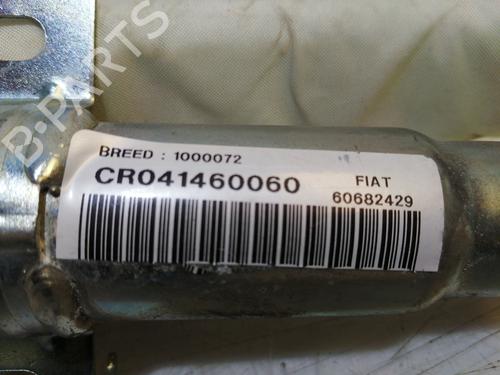 BREED : 1000072
CR041460060
FIAT
60682429
B-PARTS